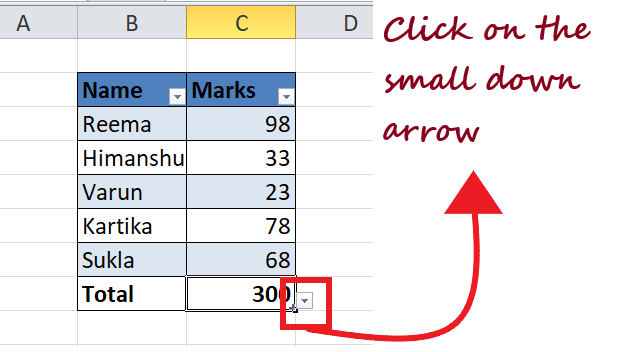 A B C D
Click on the
small down
arrow
Name Marks
Reema 98
Himanshu 33
Varun 23
Kartika 78
Sukla 68
Total 300